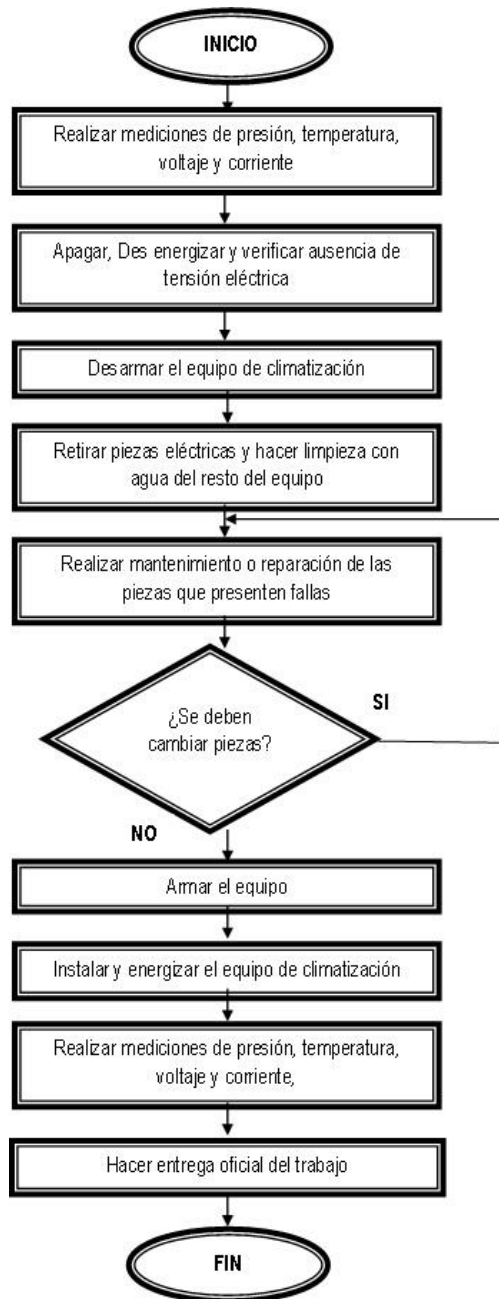 INICIO
Realizar mediciones de presión, temperatura,
voltaje y corriente
Apagar, Des energizar y verificar ausencia de
tensión eléctrica
Desarmar el equipo de climatización
Retirar piezas eléctricas y hacer limpieza con
agua del resto del equipo
Realizar mantenimiento o reparación de las
piezas que presenten fallas
¿Se deben
cambiar piezas?
SI
NO
Armar el equipo
Instalar y energizar el equipo de climatización
Realizar mediciones de presión, temperatura,
voltaje y corriente,
Hacer entrega oficial del trabajo
FIN